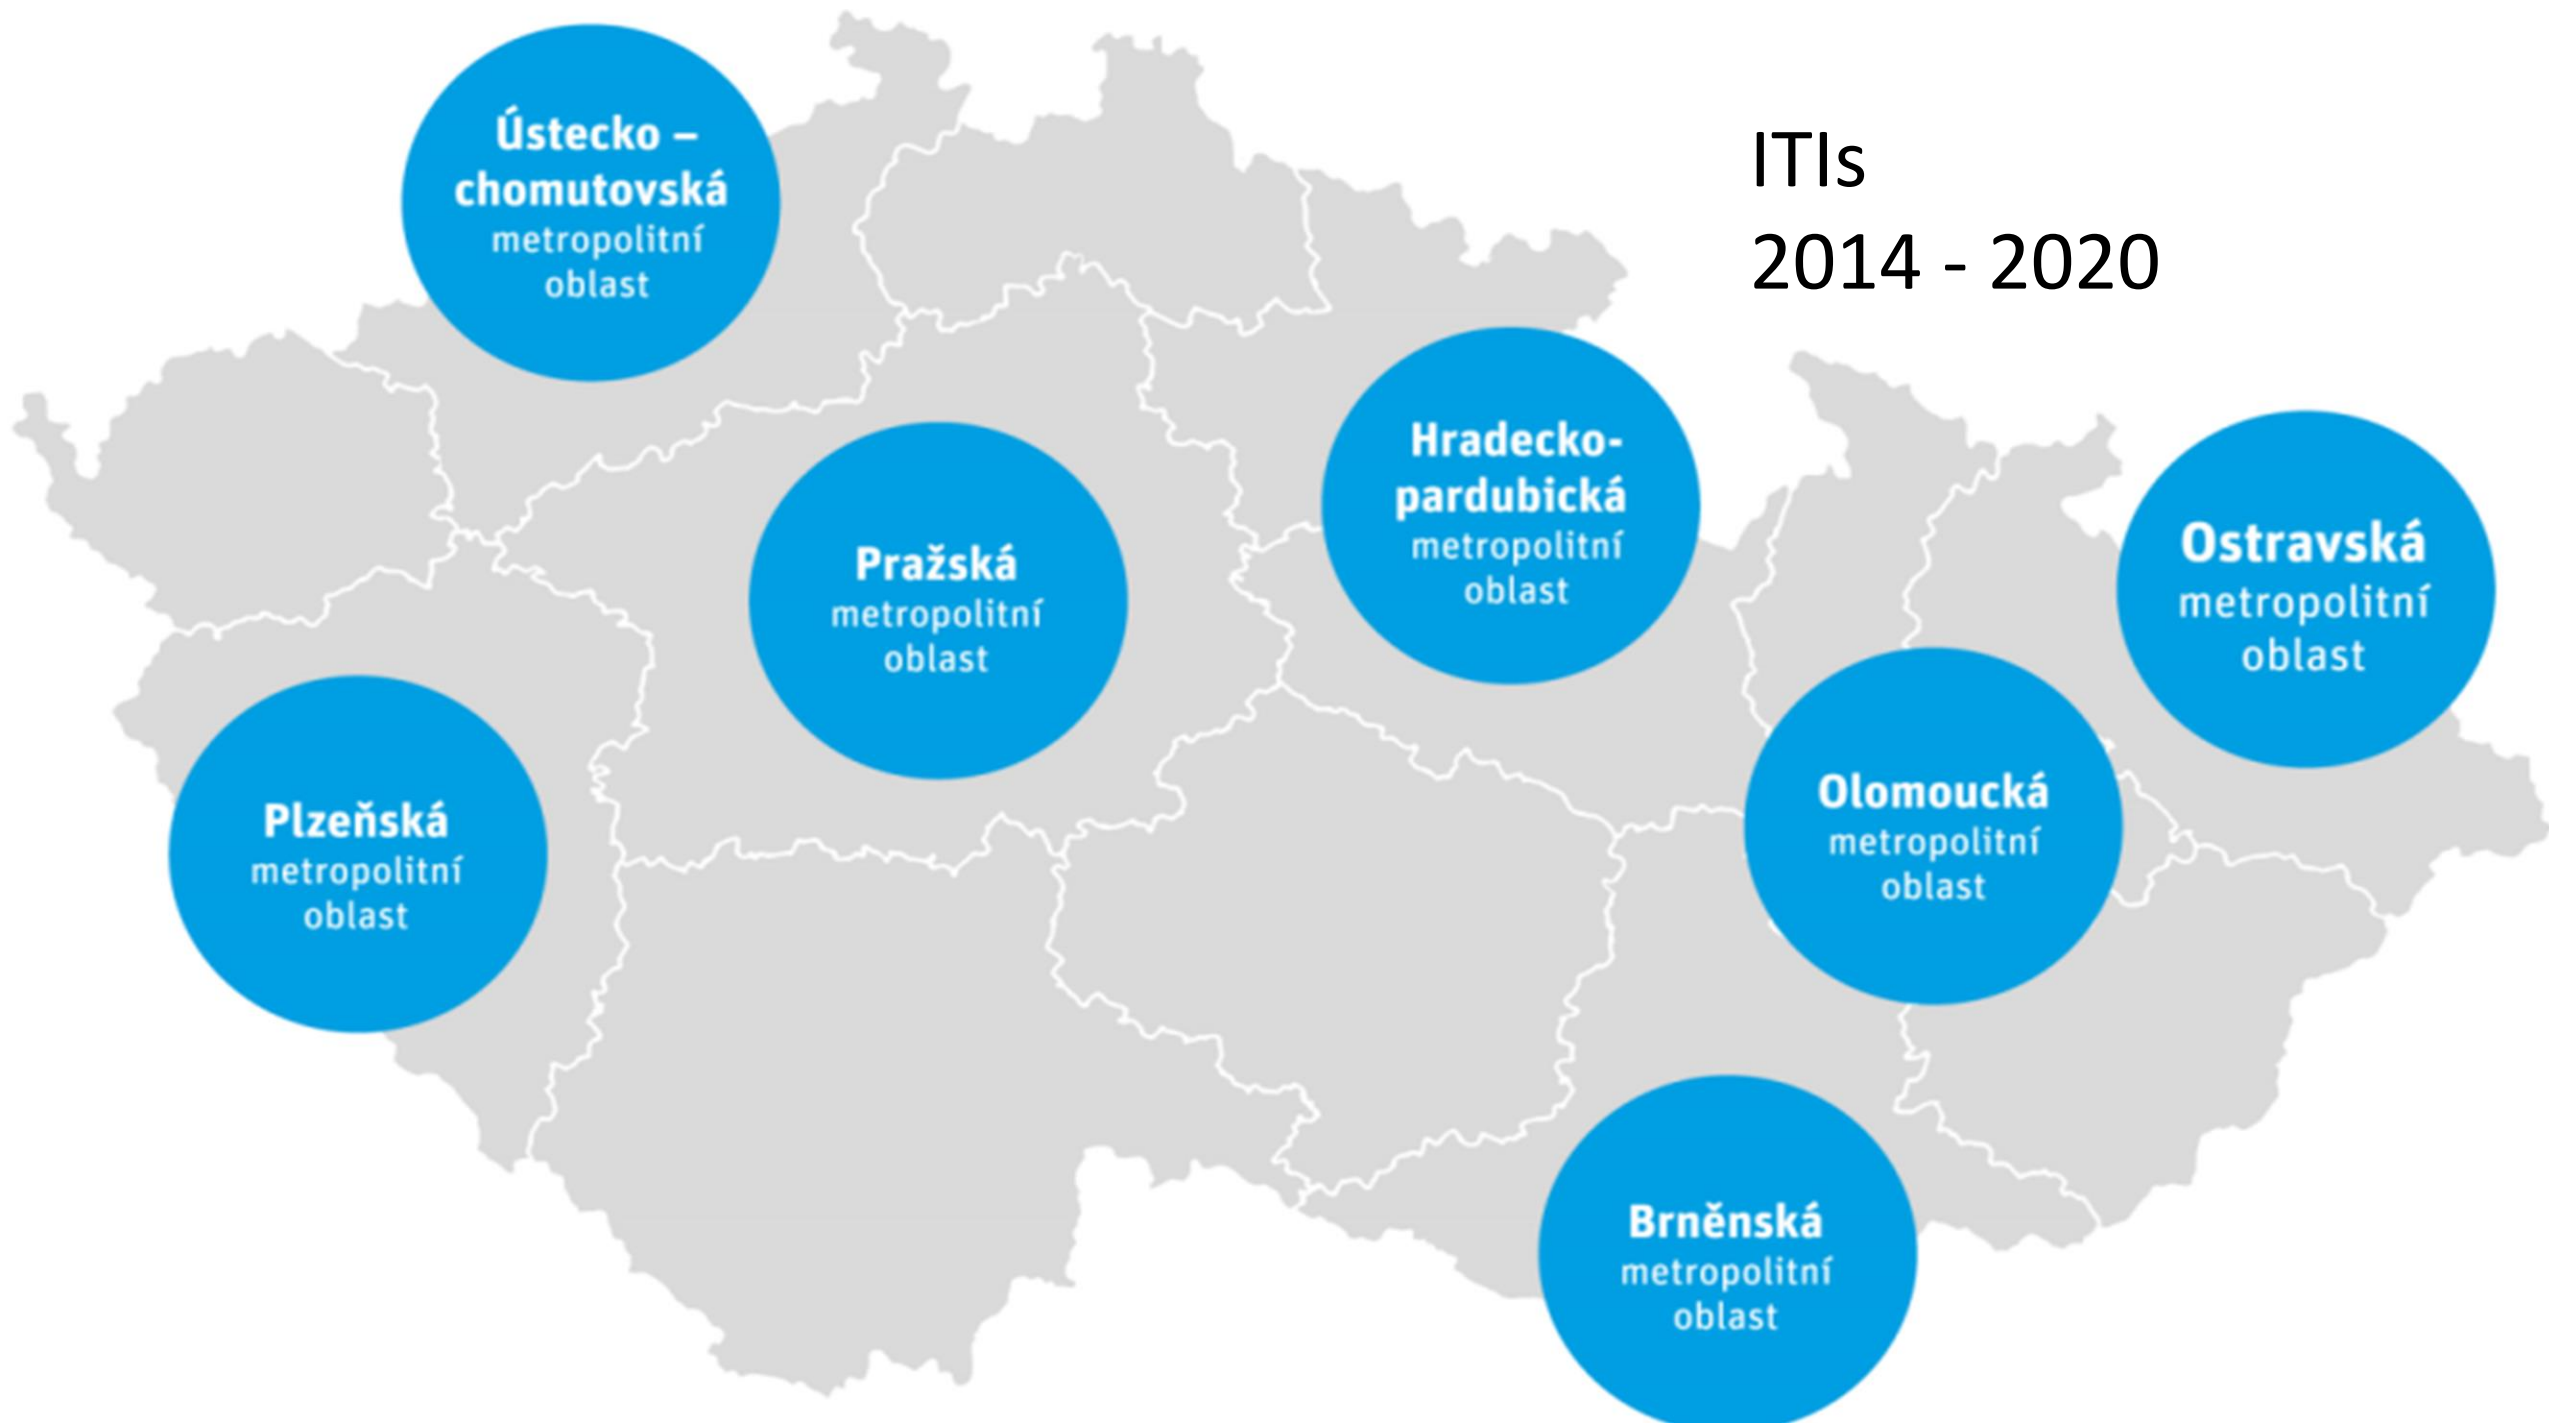 Ústecko –
chomutovská
metropolitní
oblast
ITIs
2014 - 2020
Hradecko-
pardubická
metropolitní
oblast
Pražská
metropolitní
oblast
Ostravská
metropolitní
oblast
Plzeňská
metropolitní
oblast
Olomoucká
metropolitní
oblast
Brněnská
metropolitní
oblast